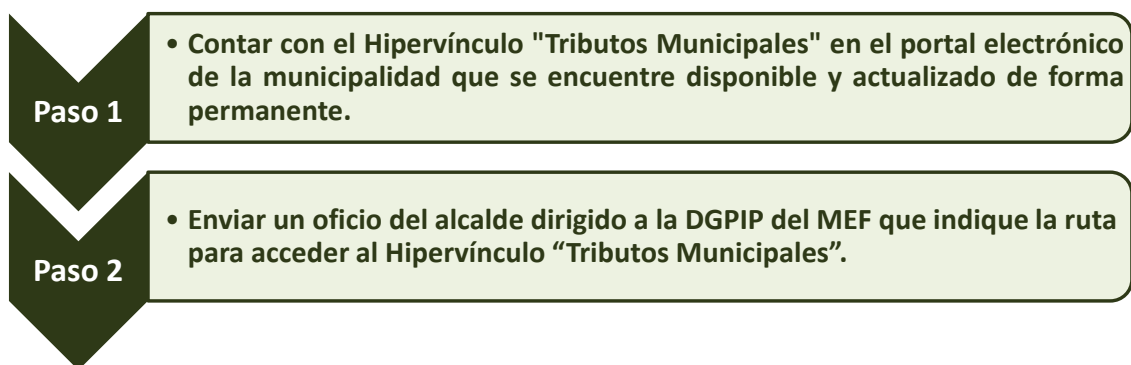 • Contar con el Hipervínculo "Tributos Municipales" en el portal electrónico
de la municipalidad que se encuentre disponible y actualizado de forma
Paso 1
permanente.
• Enviar un oficio del alcalde dirigido a la DGPIP del MEF que indique la ruta
para acceder al Hipervínculo “Tributos Municipales”.
Paso 2